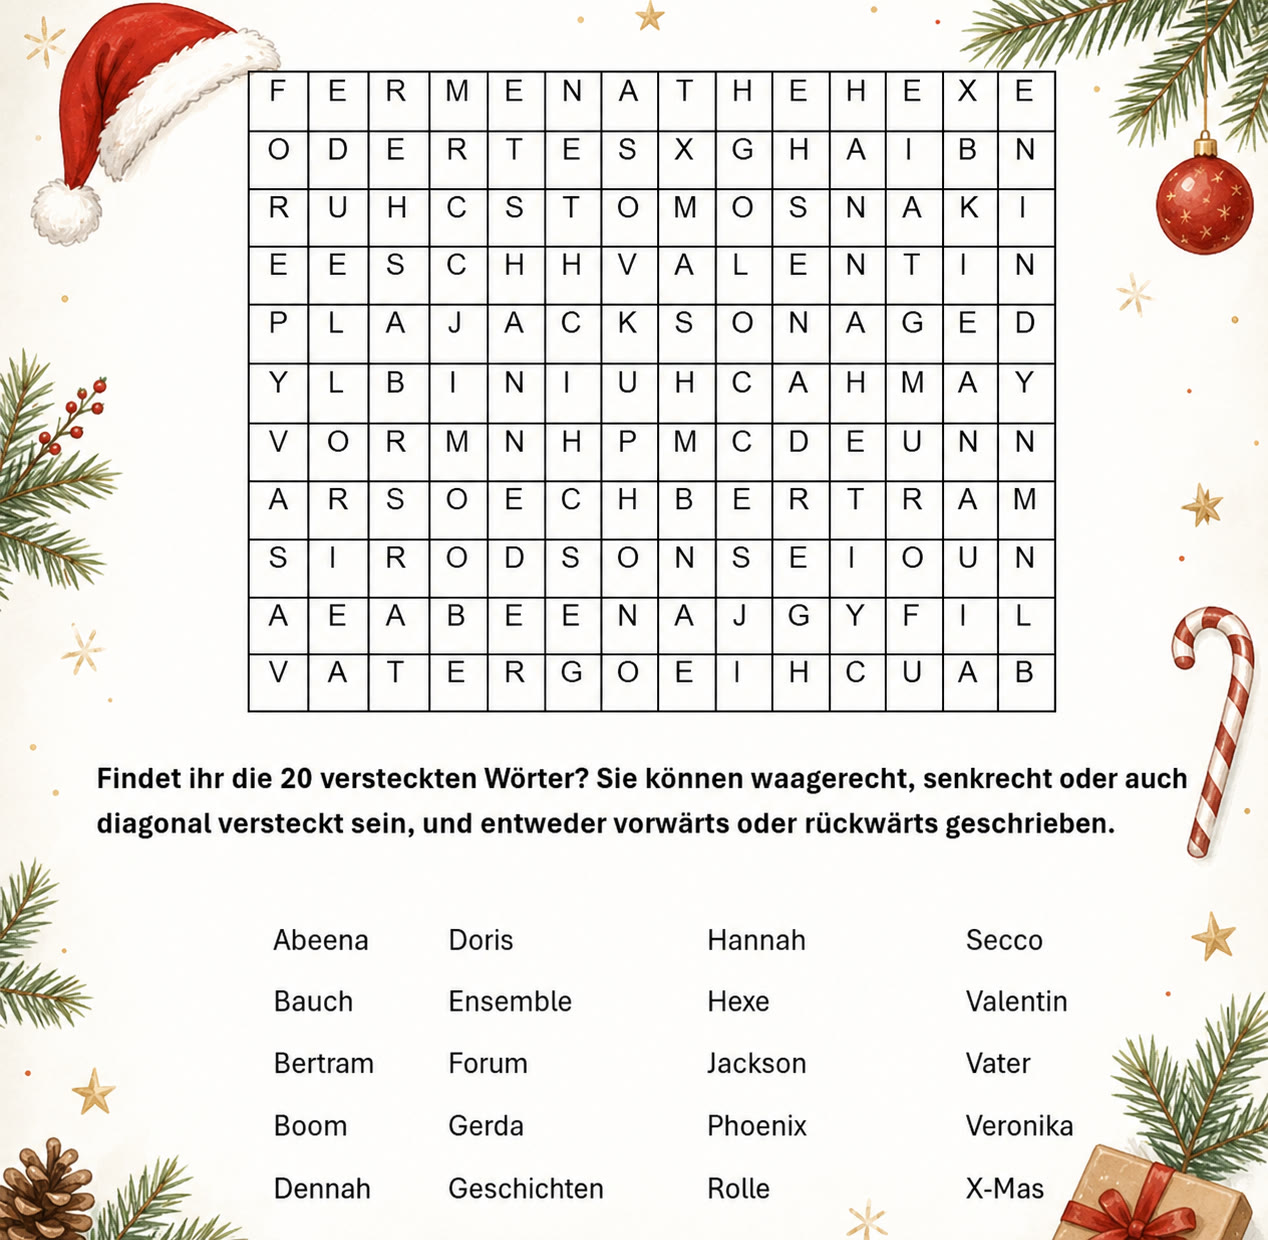 F E R M E N A T H E H E X E
O D E R T E S X G H A I B N
R U H C S T O M O S N A K I
E E S C H H V A L E N T I N
P L A J A C K S O N A G E D
Y L B I N I U H C A H M A Y
V O R M N H P M C D E U N N
A R S O E C H B E R T R A M
S I R O D S O N S E I O U N
A E A B E E N A J G Y F I L
V A T E R G O E I H C U A B
Findet ihr die 20 versteckten Wörter? Sie können waagerecht, senkrecht oder auch
diagonal versteckt sein, und entweder vorwärts oder rückwärts geschrieben.
Abeena Doris Hannah Secco
Bauch Ensemble Hexe Valentin
Bertram Forum Jackson Vater
Boom Gerda Phoenix Veronika
Dennah Geschichten Rolle X-Mas